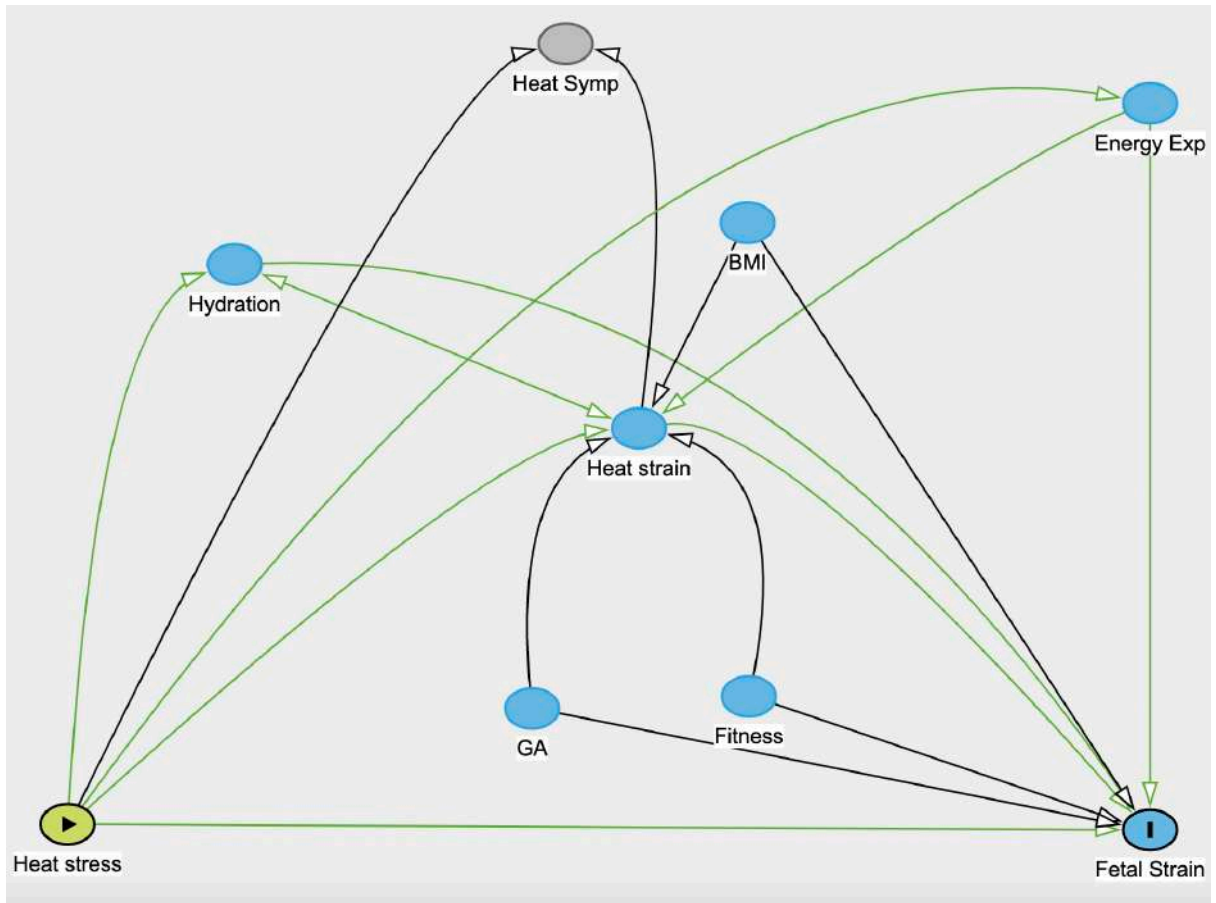 Heat Symp
Energy Exp
BMI
Hydration
Heat strain
GA
Fitness
Heat stress
Fetal Strain